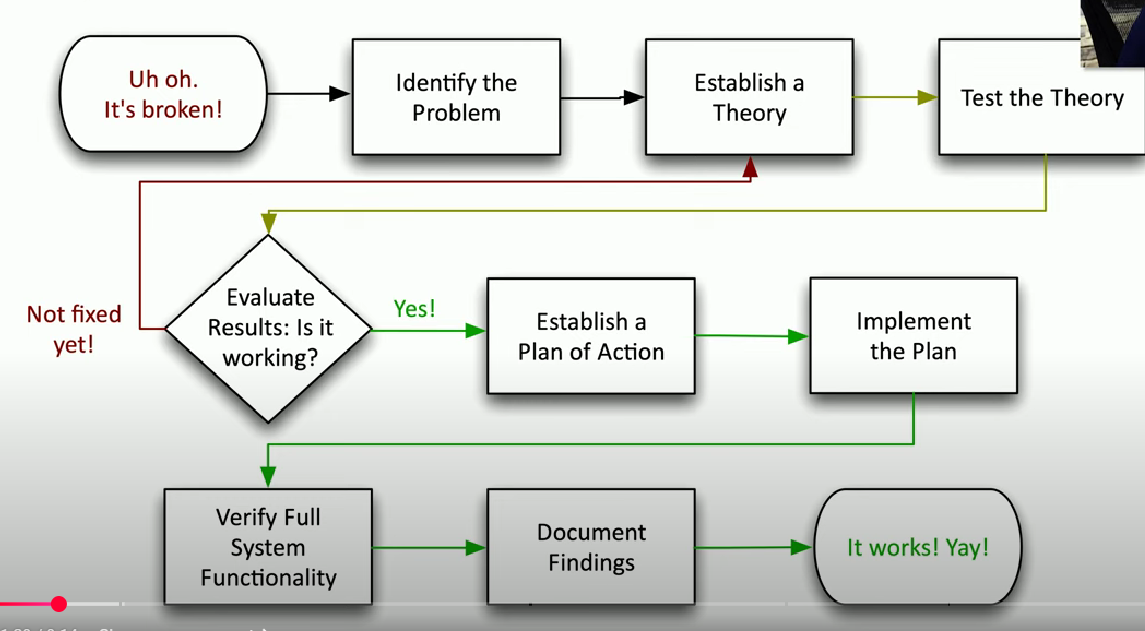 Uh oh.
It's broken!
Identify the
Problem
Establish a
Theory
Test the Theory
Not fixed
yet!
Evaluate
Results: Is it
working?
Yes!
Establish a
Plan of Action
Implement
the Plan
Verify Full
System
Functionality
Document
Findings
It works! Yay!